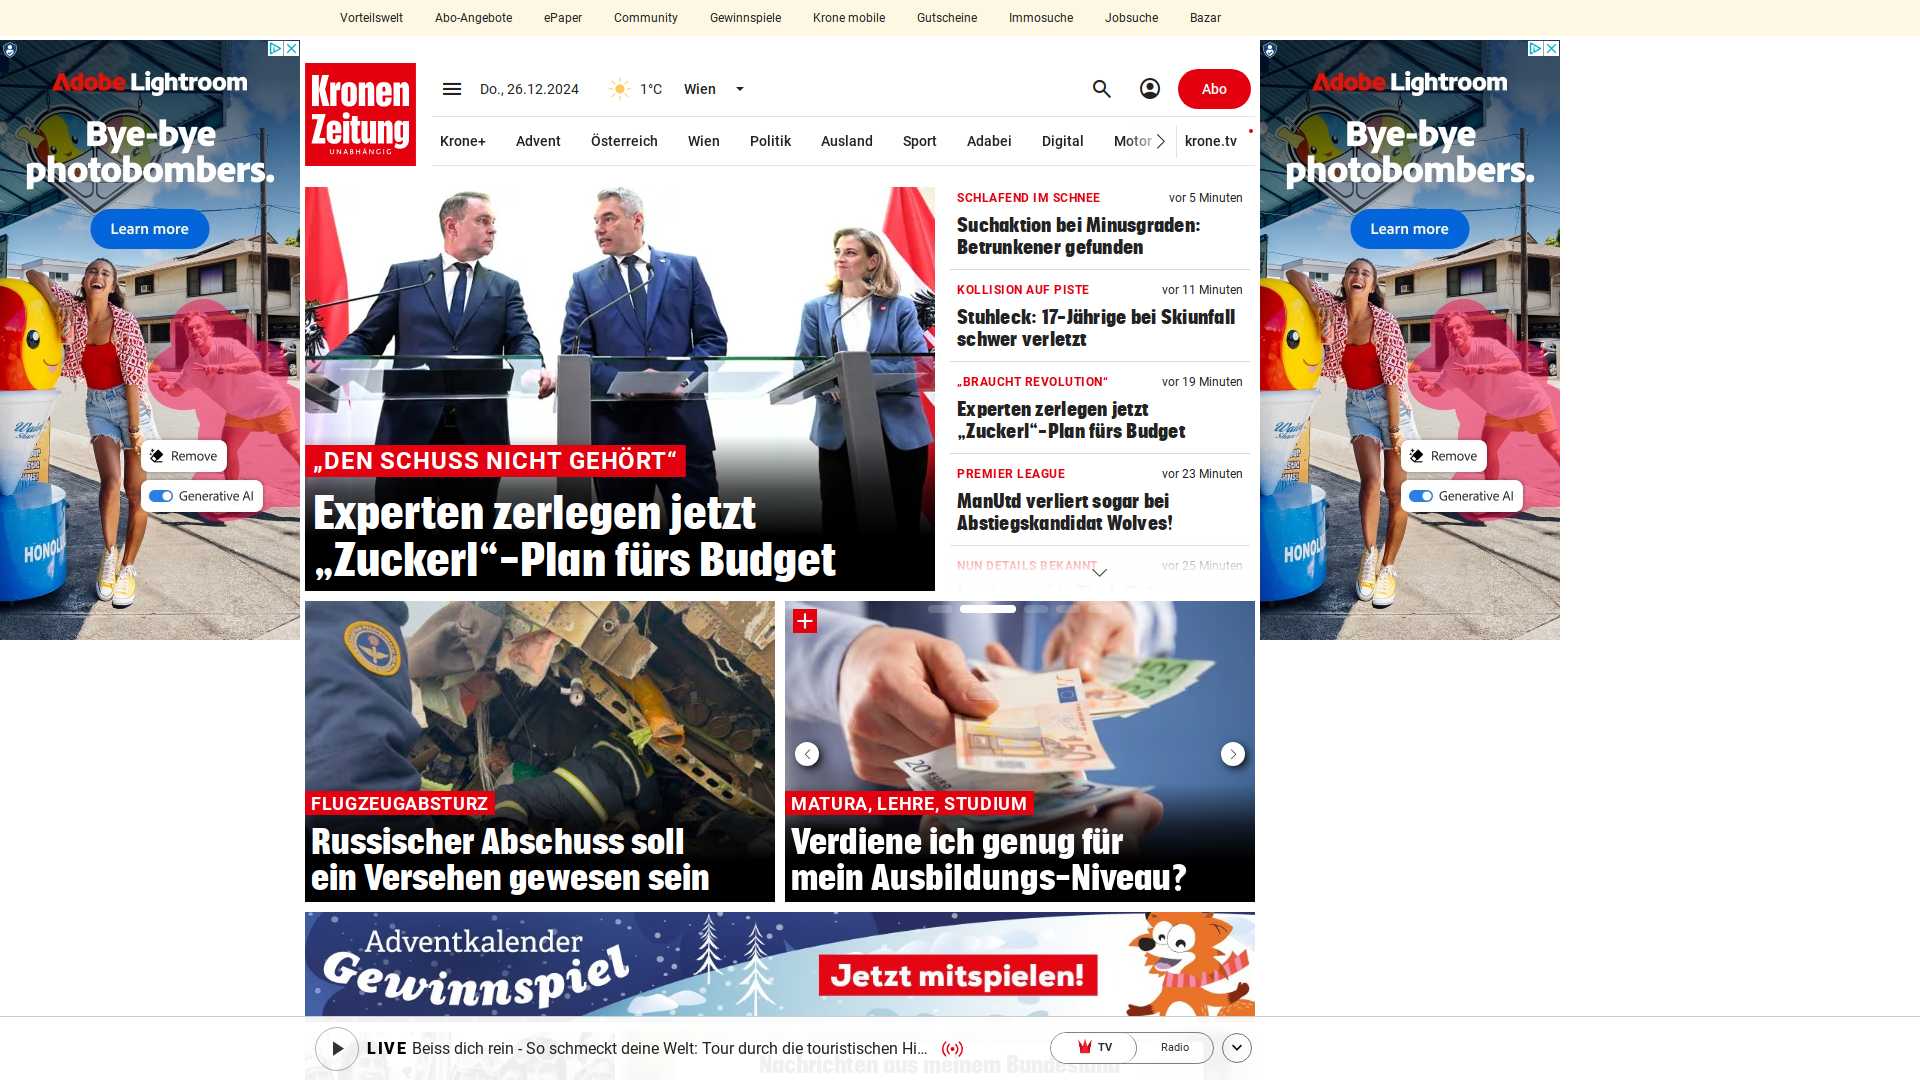 Vorteilswelt
Abo-Angebote
ePaper
Community
Gewinnspiele
Krone mobile
Gutscheine
Immosuche
Jobsuche
Bazar
Adobe Lightroom
Bye-bye
photobombers.
Learn more
Remove
Generative AI
Kronen
Zeitung
UNABHÄNGIG
Do., 26.12.2024
1°C
Wien
Abo
Krone+
Advent
Österreich
Wien
Politik
Ausland
Sport
Adabei
Digital
Motor
krone.tv
„DEN SCHUSS NICHT GEHÖRT“
Experten zerlegen jetzt
„Zuckerl“-Plan fürs Budget
SCHLAFEND IM SCHNEE
vor 5 Minuten
Suchaktion bei Minusgraden:
Betrunkener gefunden
KOLLISION AUF PISTE
vor 11 Minuten
Stuhleck: 17-Jährige bei Skiunfall
schwer verletzt
„BRAUCHT REVOLUTION“
vor 19 Minuten
Experten zerlegen jetzt
„Zuckerl“-Plan fürs Budget
PREMIER LEAGUE
vor 23 Minuten
ManUtd verliert sogar bei
Abstiegskandidat Wolves!
NUN DETAILS BEKANNT
vor 25 Minuten
FLUGZEUGABSTURZ
Russischer Abschuss soll
ein Versehen gewesen sein
MATURA, LEHRE, STUDIUM
Verdiene ich genug für
mein Ausbildungs-Niveau?
Adobe Lightroom
Bye-bye
photobombers.
Learn more
Remove
Generative AI
Adventkalender
Gewinnspiel
Jetzt mitspielen!
LIVE Beiss dich rein - So schmeckt deine Welt: Tour durch die touristischen Hi...
TV
Radio
Nachrichten aus meinem Bundesland